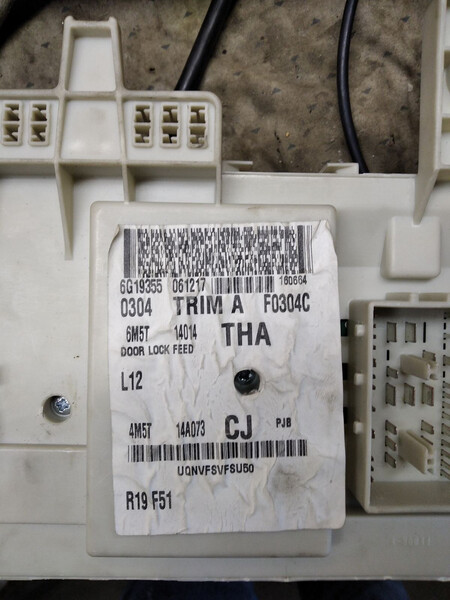 6G19355 061217 160664
0304 TRIM A F0304C
6M5T 14014 THA
DOOR LOCK FEED
L12
4M5T 14A073 CJ PJB
UQNVFSVFSU50
R19 F51